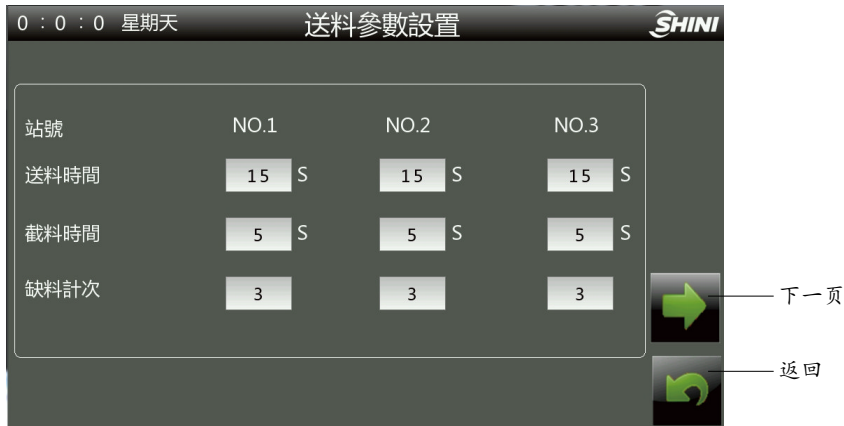 0:0:0 星期天 送料參數設置 SHINI
站號 NO.1 NO.2 NO.3
送料時間 15 S 15 S 15 S
截料時間 5 S 5 S 5 S
缺料計次 3 3 3
下一页
返回